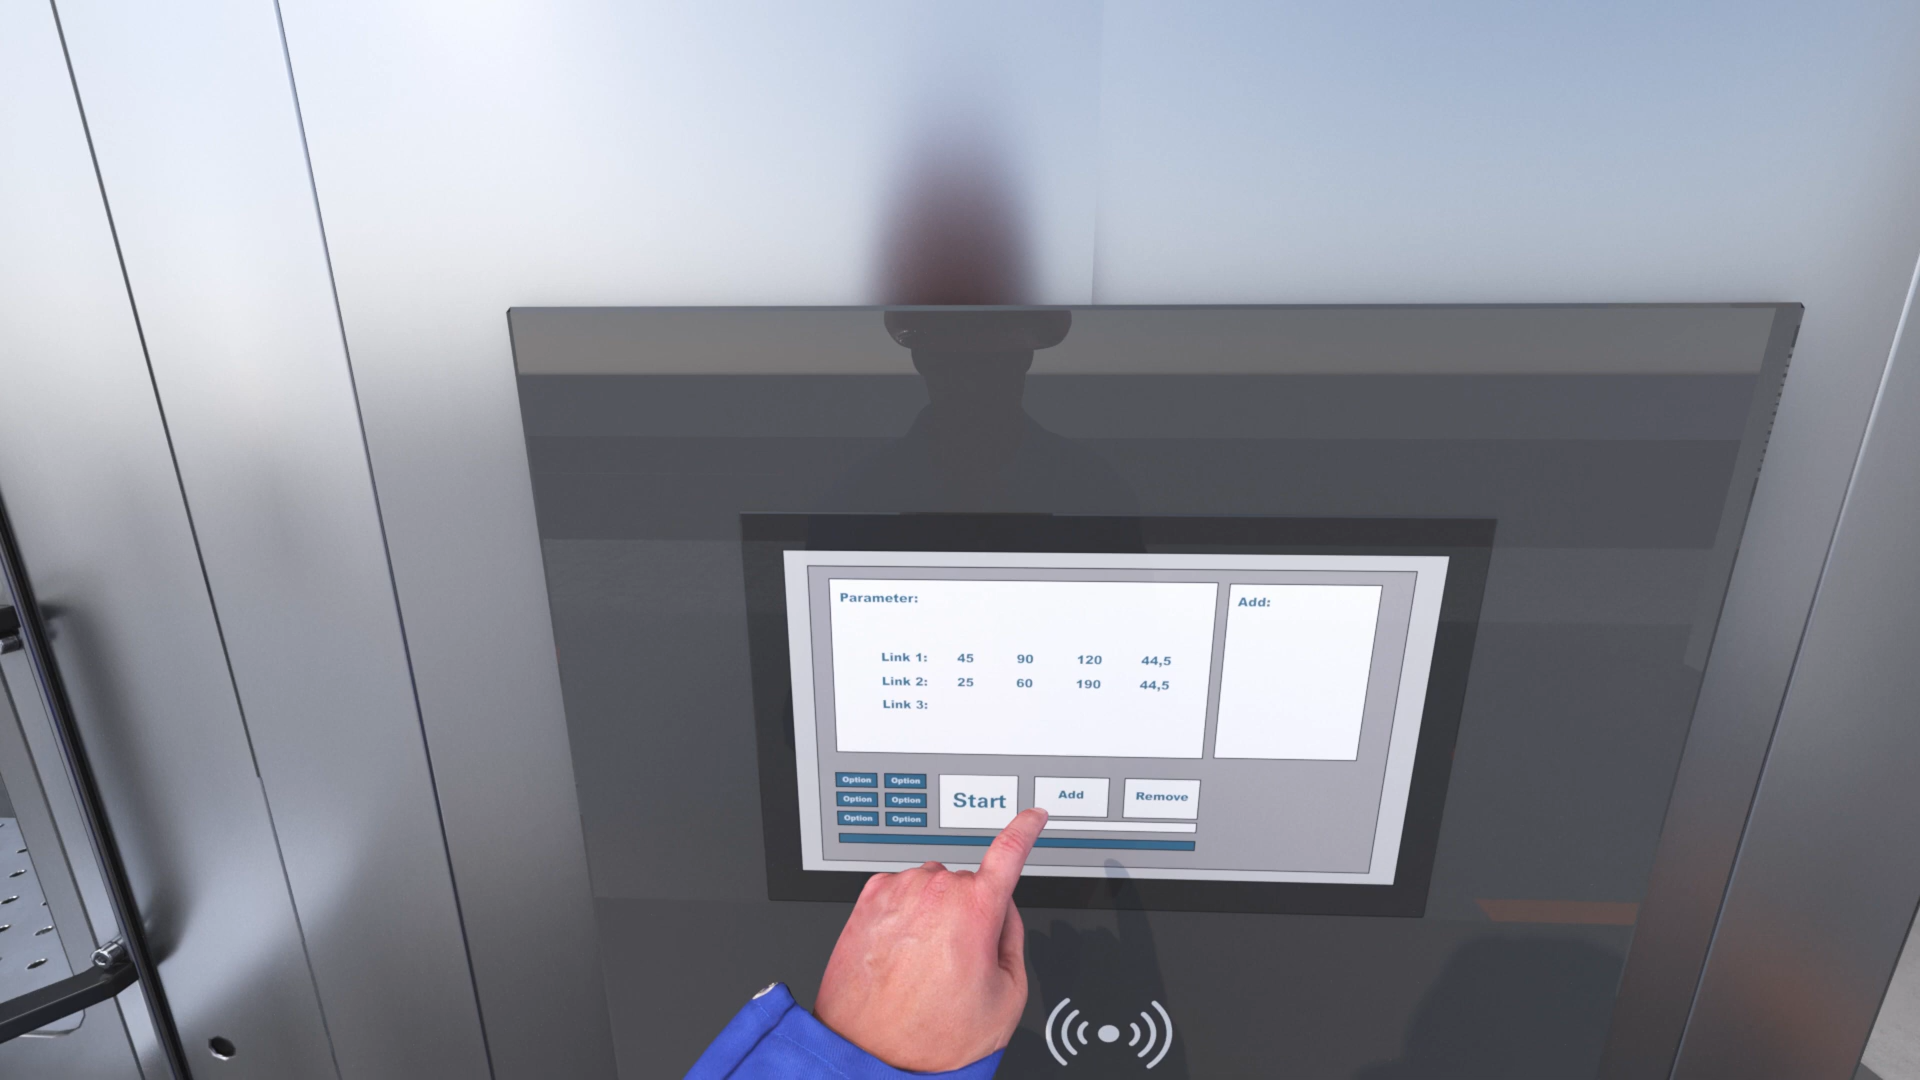 Parameter:
Link 1: 45 90 120 44,5
Link 2: 25 60 190 44,5
Link 3:
Add:
Option Option
Option Option
Option Option
Start
Add
Remove